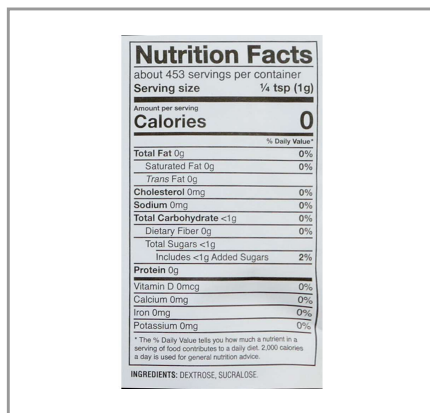 Nutrition Facts
about 453 servings per container
Serving size ¼ tsp (1g)
Amount per serving
Calories 0
% Daily Value*
Total Fat 0g 0%
Saturated Fat 0g 0%
Trans Fat 0g
Cholesterol 0mg 0%
Sodium 0mg 0%
Total Carbohydrate <1g 0%
Dietary Fiber 0g 0%
Total Sugars <1g
Includes <1g Added Sugars 2%
Protein 0g
Vitamin D 0mcg 0%
Calcium 0mg 0%
Iron 0mg 0%
Potassium 0mg 0%
* The % Daily Value tells you how much a nutrient in a
serving of food contributes to a daily diet. 2,000 calories
a day is used for general nutrition advice.
INGREDIENTS: DEXTROSE, SUCRALOSE.